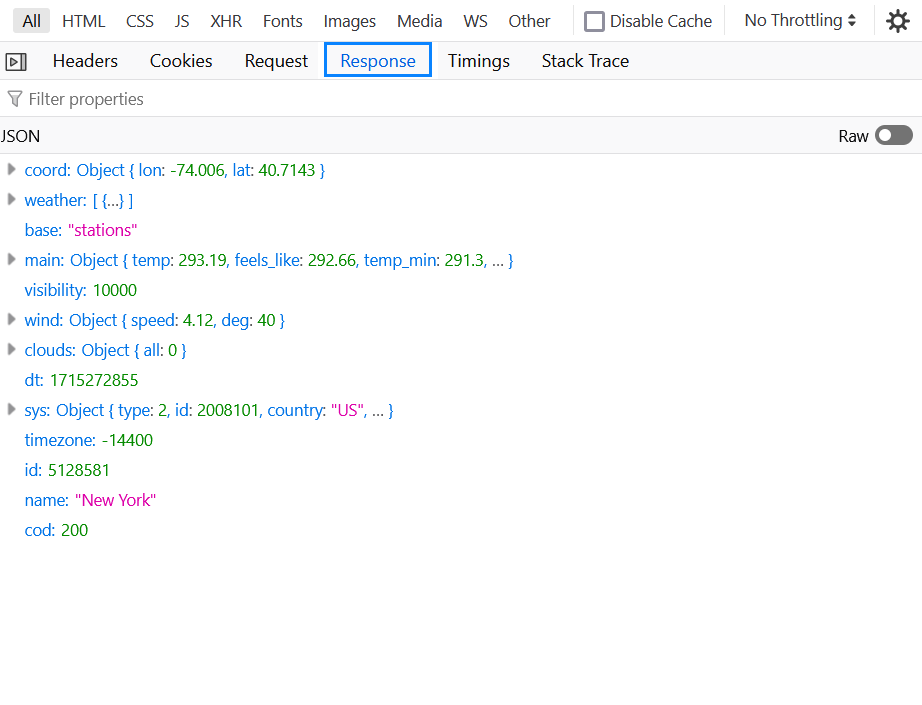 All HTML CSS JS XHR Fonts Images Media WS Other Disable Cache No Throttling
Headers Cookies Request Response Timings Stack Trace
Filter properties
JSON Raw
coord: Object { lon: -74.006, lat: 40.7143 }
weather: [ {…} ]
base: "stations"
main: Object { temp: 293.19, feels_like: 292.66, temp_min: 291.3, … }
visibility: 10000
wind: Object { speed: 4.12, deg: 40 }
clouds: Object { all: 0 }
dt: 1715272855
sys: Object { type: 2, id: 2008101, country: "US", … }
timezone: -14400
id: 5128581
name: "New York"
cod: 200